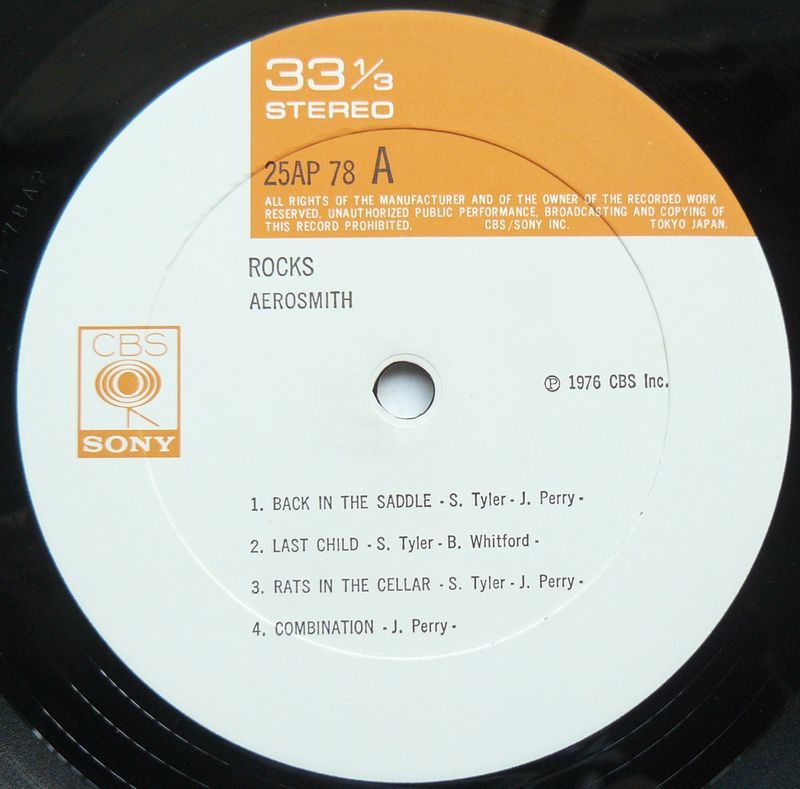 33 1/3
STEREO
25AP 78 A
ALL RIGHTS OF THE MANUFACTURER AND OF THE OWNER OF THE RECORDED WORK
RESERVED. UNAUTHORIZED PUBLIC PERFORMANCE, BROADCASTING AND COPYING OF
THIS RECORD PROHIBITED. CBS/SONY INC. TOKYO JAPAN.
ROCKS
AEROSMITH
CBS
SONY
℗ 1976 CBS Inc.
1. BACK IN THE SADDLE - S. Tyler - J. Perry -
2. LAST CHILD - S. Tyler - B. Whitford -
3. RATS IN THE CELLAR - S. Tyler - J. Perry -
4. COMBINATION - J. Perry -